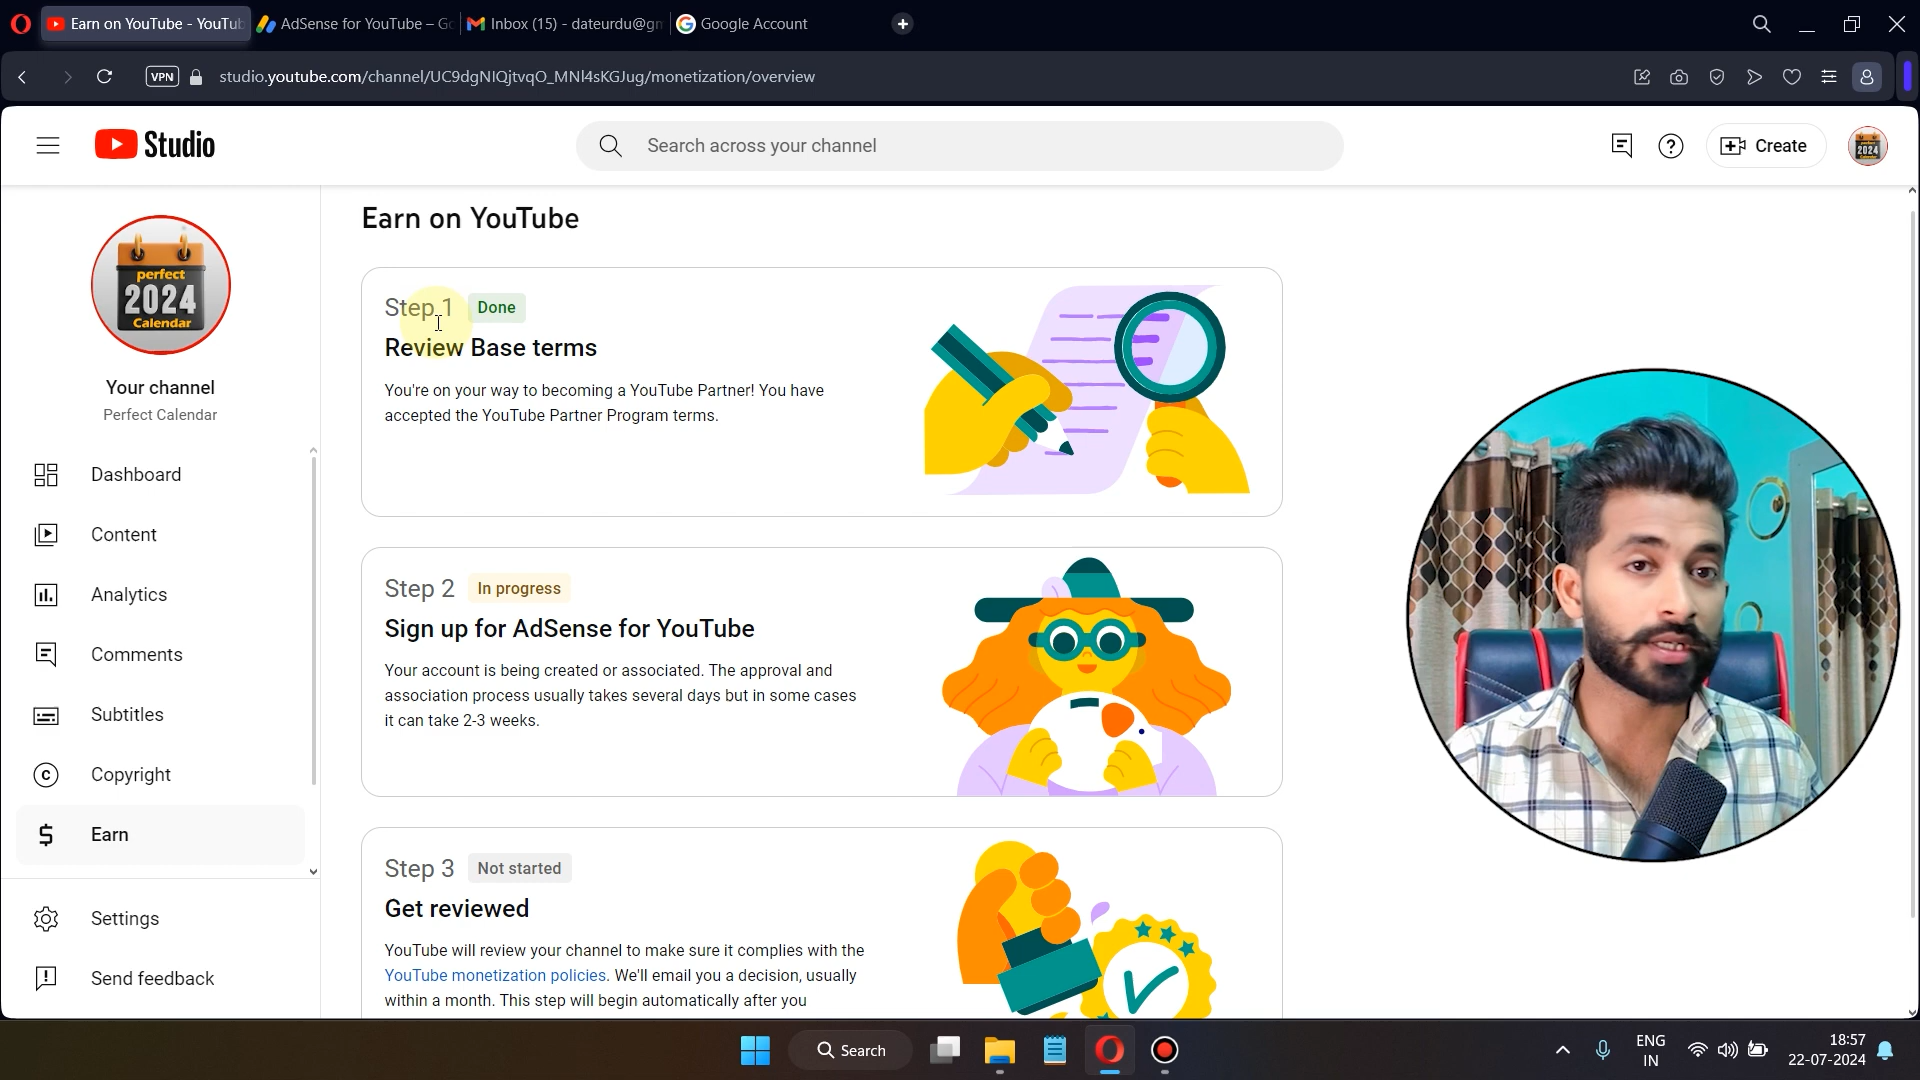 Earn on YouTube - YouTub
AdSense for YouTube – Go
Inbox (15) - dateurdu@gm
Google Account
VPN
studio.youtube.com/channel/UC9dgNIQjtvqO_MNl4sKGJug/monetization/overview
Studio
Search across your channel
Create
perfect
2024
Calendar
perfect
2024
Calendar
Your channel
Perfect Calendar
Dashboard
Content
Analytics
Comments
Subtitles
Copyright
Earn
Settings
Send feedback
Earn on YouTube
Step 1
Done
Review Base terms
You're on your way to becoming a YouTube Partner! You have
accepted the YouTube Partner Program terms.
Step 2
In progress
Sign up for AdSense for YouTube
Your account is being created or associated. The approval and
association process usually takes several days but in some cases
it can take 2-3 weeks.
Step 3
Not started
Get reviewed
YouTube will review your channel to make sure it complies with the
YouTube monetization policies. We'll email you a decision, usually
within a month. This step will begin automatically after you
Search
ENG
IN
18:57
22-07-2024